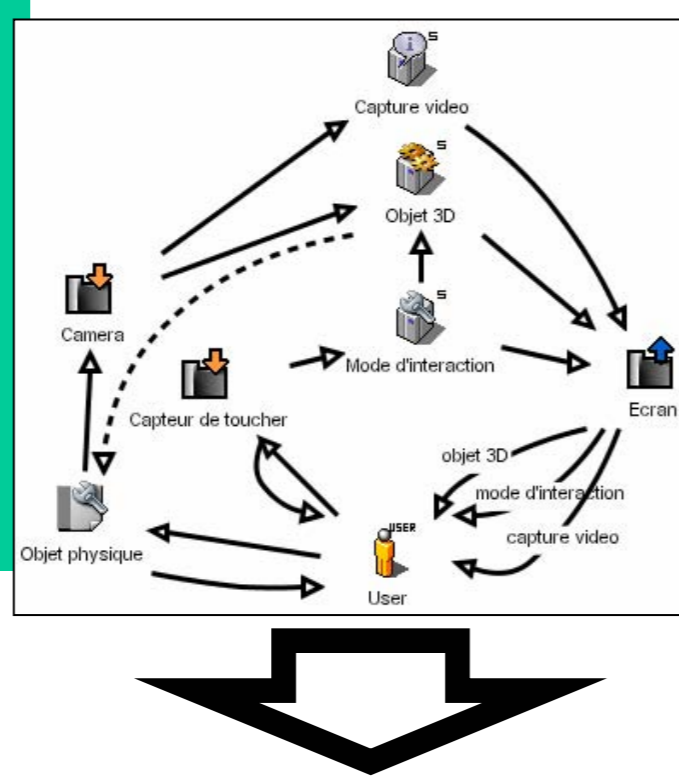 S
Capture video
S
Objet 3D
S
Camera
Mode d'interaction
Capteur de toucher
Ecran
objet 3D
mode d'interaction
USER
capture video
Objet physique
User